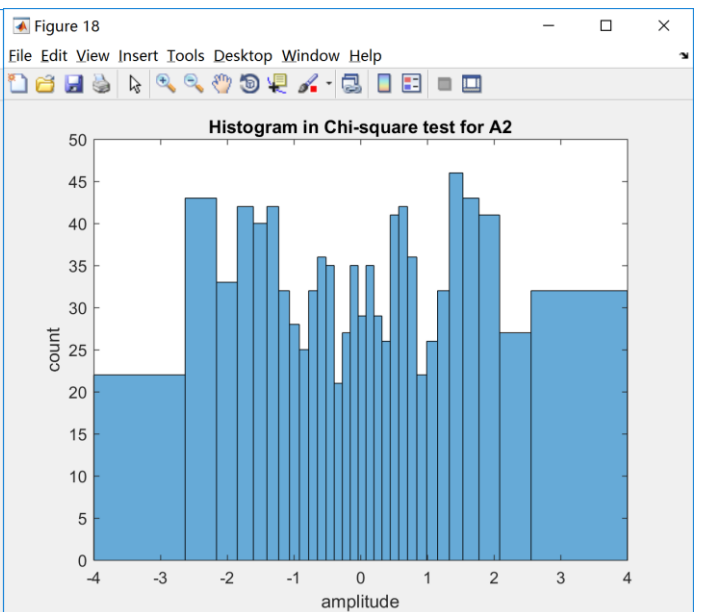 Figure 18
File Edit View Insert Tools Desktop Window Help
Histogram in Chi-square test for A2
50
45
40
35
30
25
20
15
10
5
0
count
-4 -3 -2 -1 0 1 2 3 4
amplitude